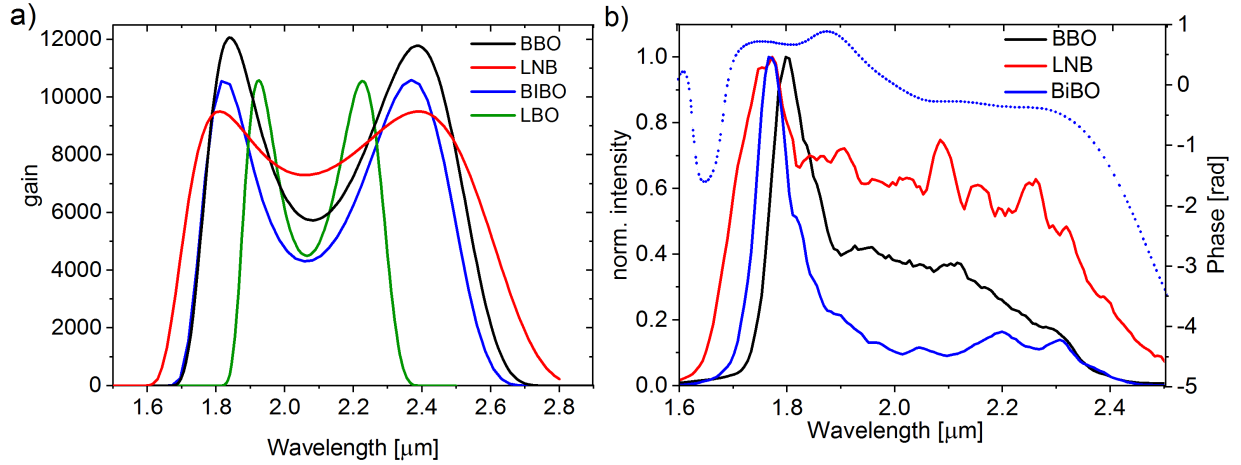 a)
12000
10000
8000
6000
4000
2000
0
gain
1.6 1.8 2.0 2.2 2.4 2.6 2.8
Wavelength [μm]
BBO
LNB
BIBO
LBO
b)
1.0
0.8
0.6
0.4
0.2
0.0
norm. intensity
1.6 1.8 2.0 2.2 2.4
Wavelength [μm]
BBO
LNB
BiBO
1
0
-1
-2
-3
-4
-5
Phase [rad]